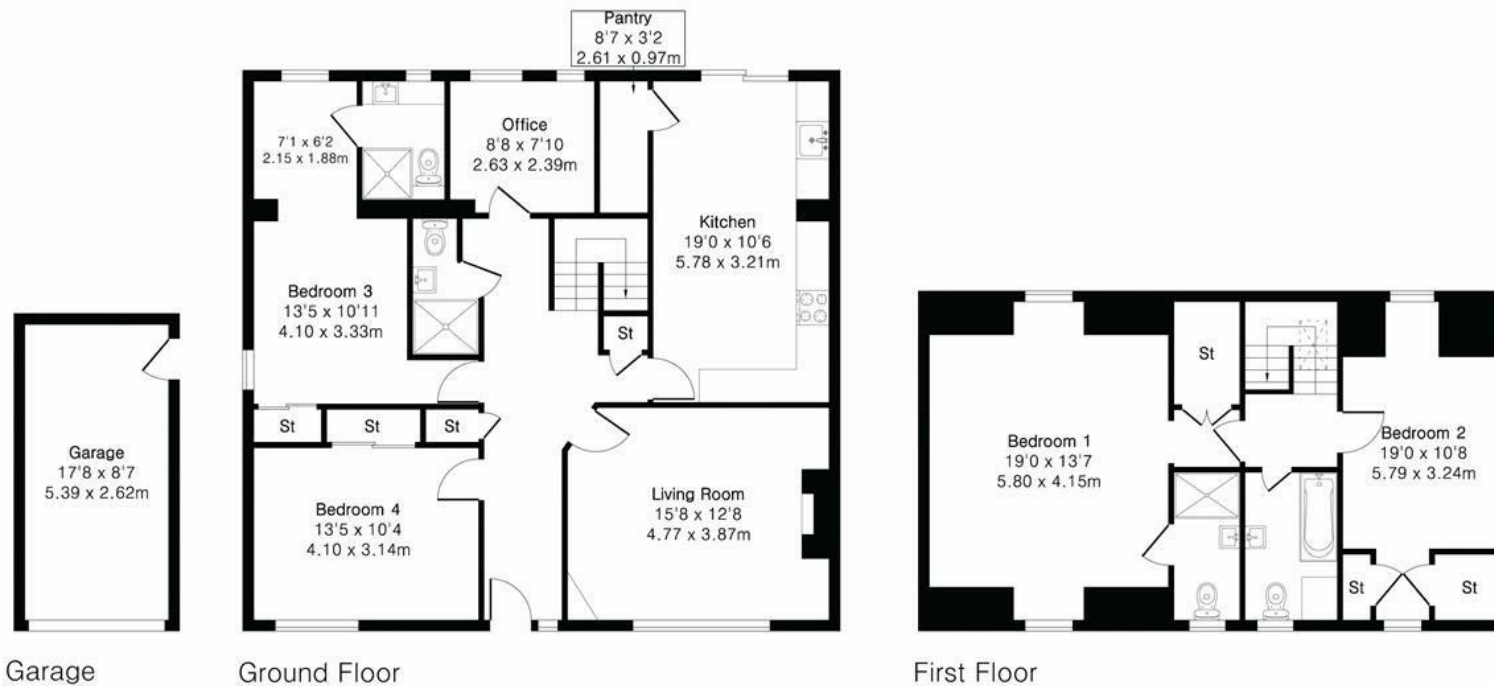 Pantry
8'7 x 3'2
2.61 x 0.97m
7'1 x 6'2
2.15 x 1.88m
Office
8'8 x 7'10
2.63 x 2.39m
Kitchen
19'0 x 10'6
5.78 x 3.21m
Bedroom 3
13'5 x 10'11
4.10 x 3.33m
St
St
St
St
Bedroom 4
13'5 x 10'4
4.10 x 3.14m
Living Room
15'8 x 12'8
4.77 x 3.87m
Garage
17'8 x 8'7
5.39 x 2.62m
St
Bedroom 1
19'0 x 13'7
5.80 x 4.15m
Bedroom 2
19'0 x 10'8
5.79 x 3.24m
St
St
Garage
Ground Floor
First Floor